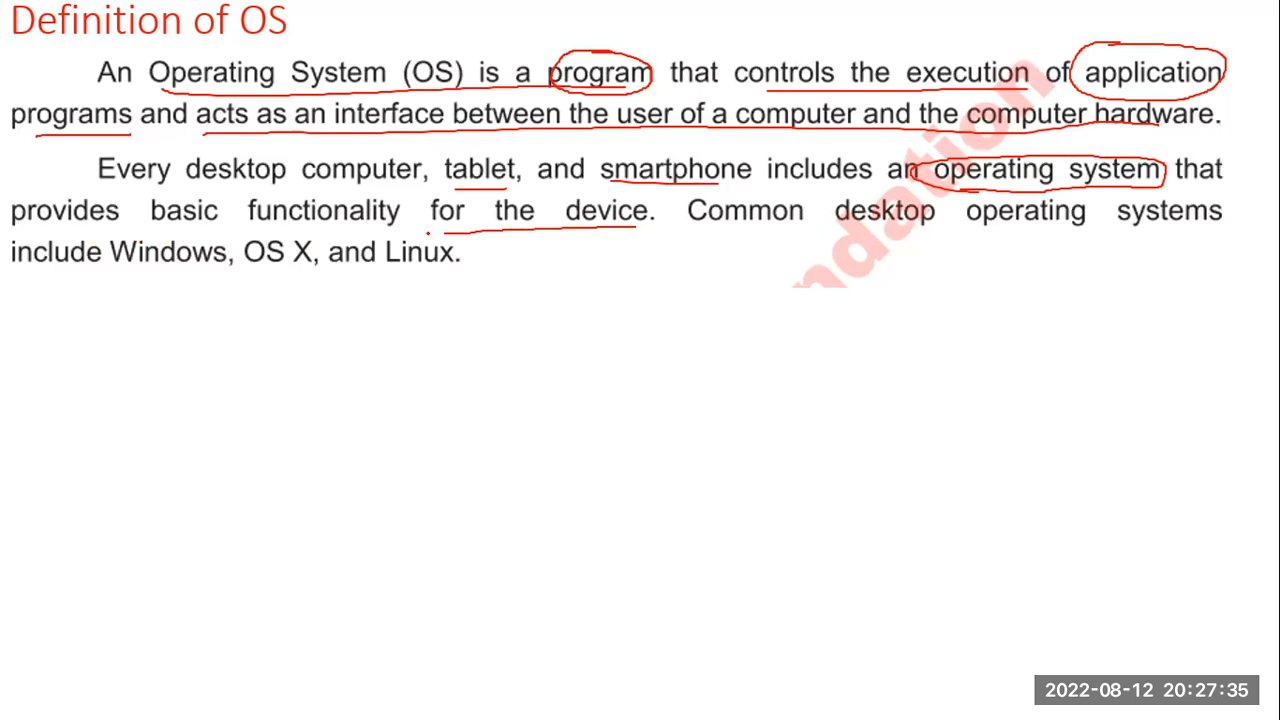 Definition of OS
An Operating System (OS) is a program that controls the execution of application
programs and acts as an interface between the user of a computer and the computer hardware.
Every desktop computer, tablet, and smartphone includes an operating system that
provides basic functionality for the device. Common desktop operating systems
include Windows, OS X, and Linux.
ndation
2022-08-12 20:27:35